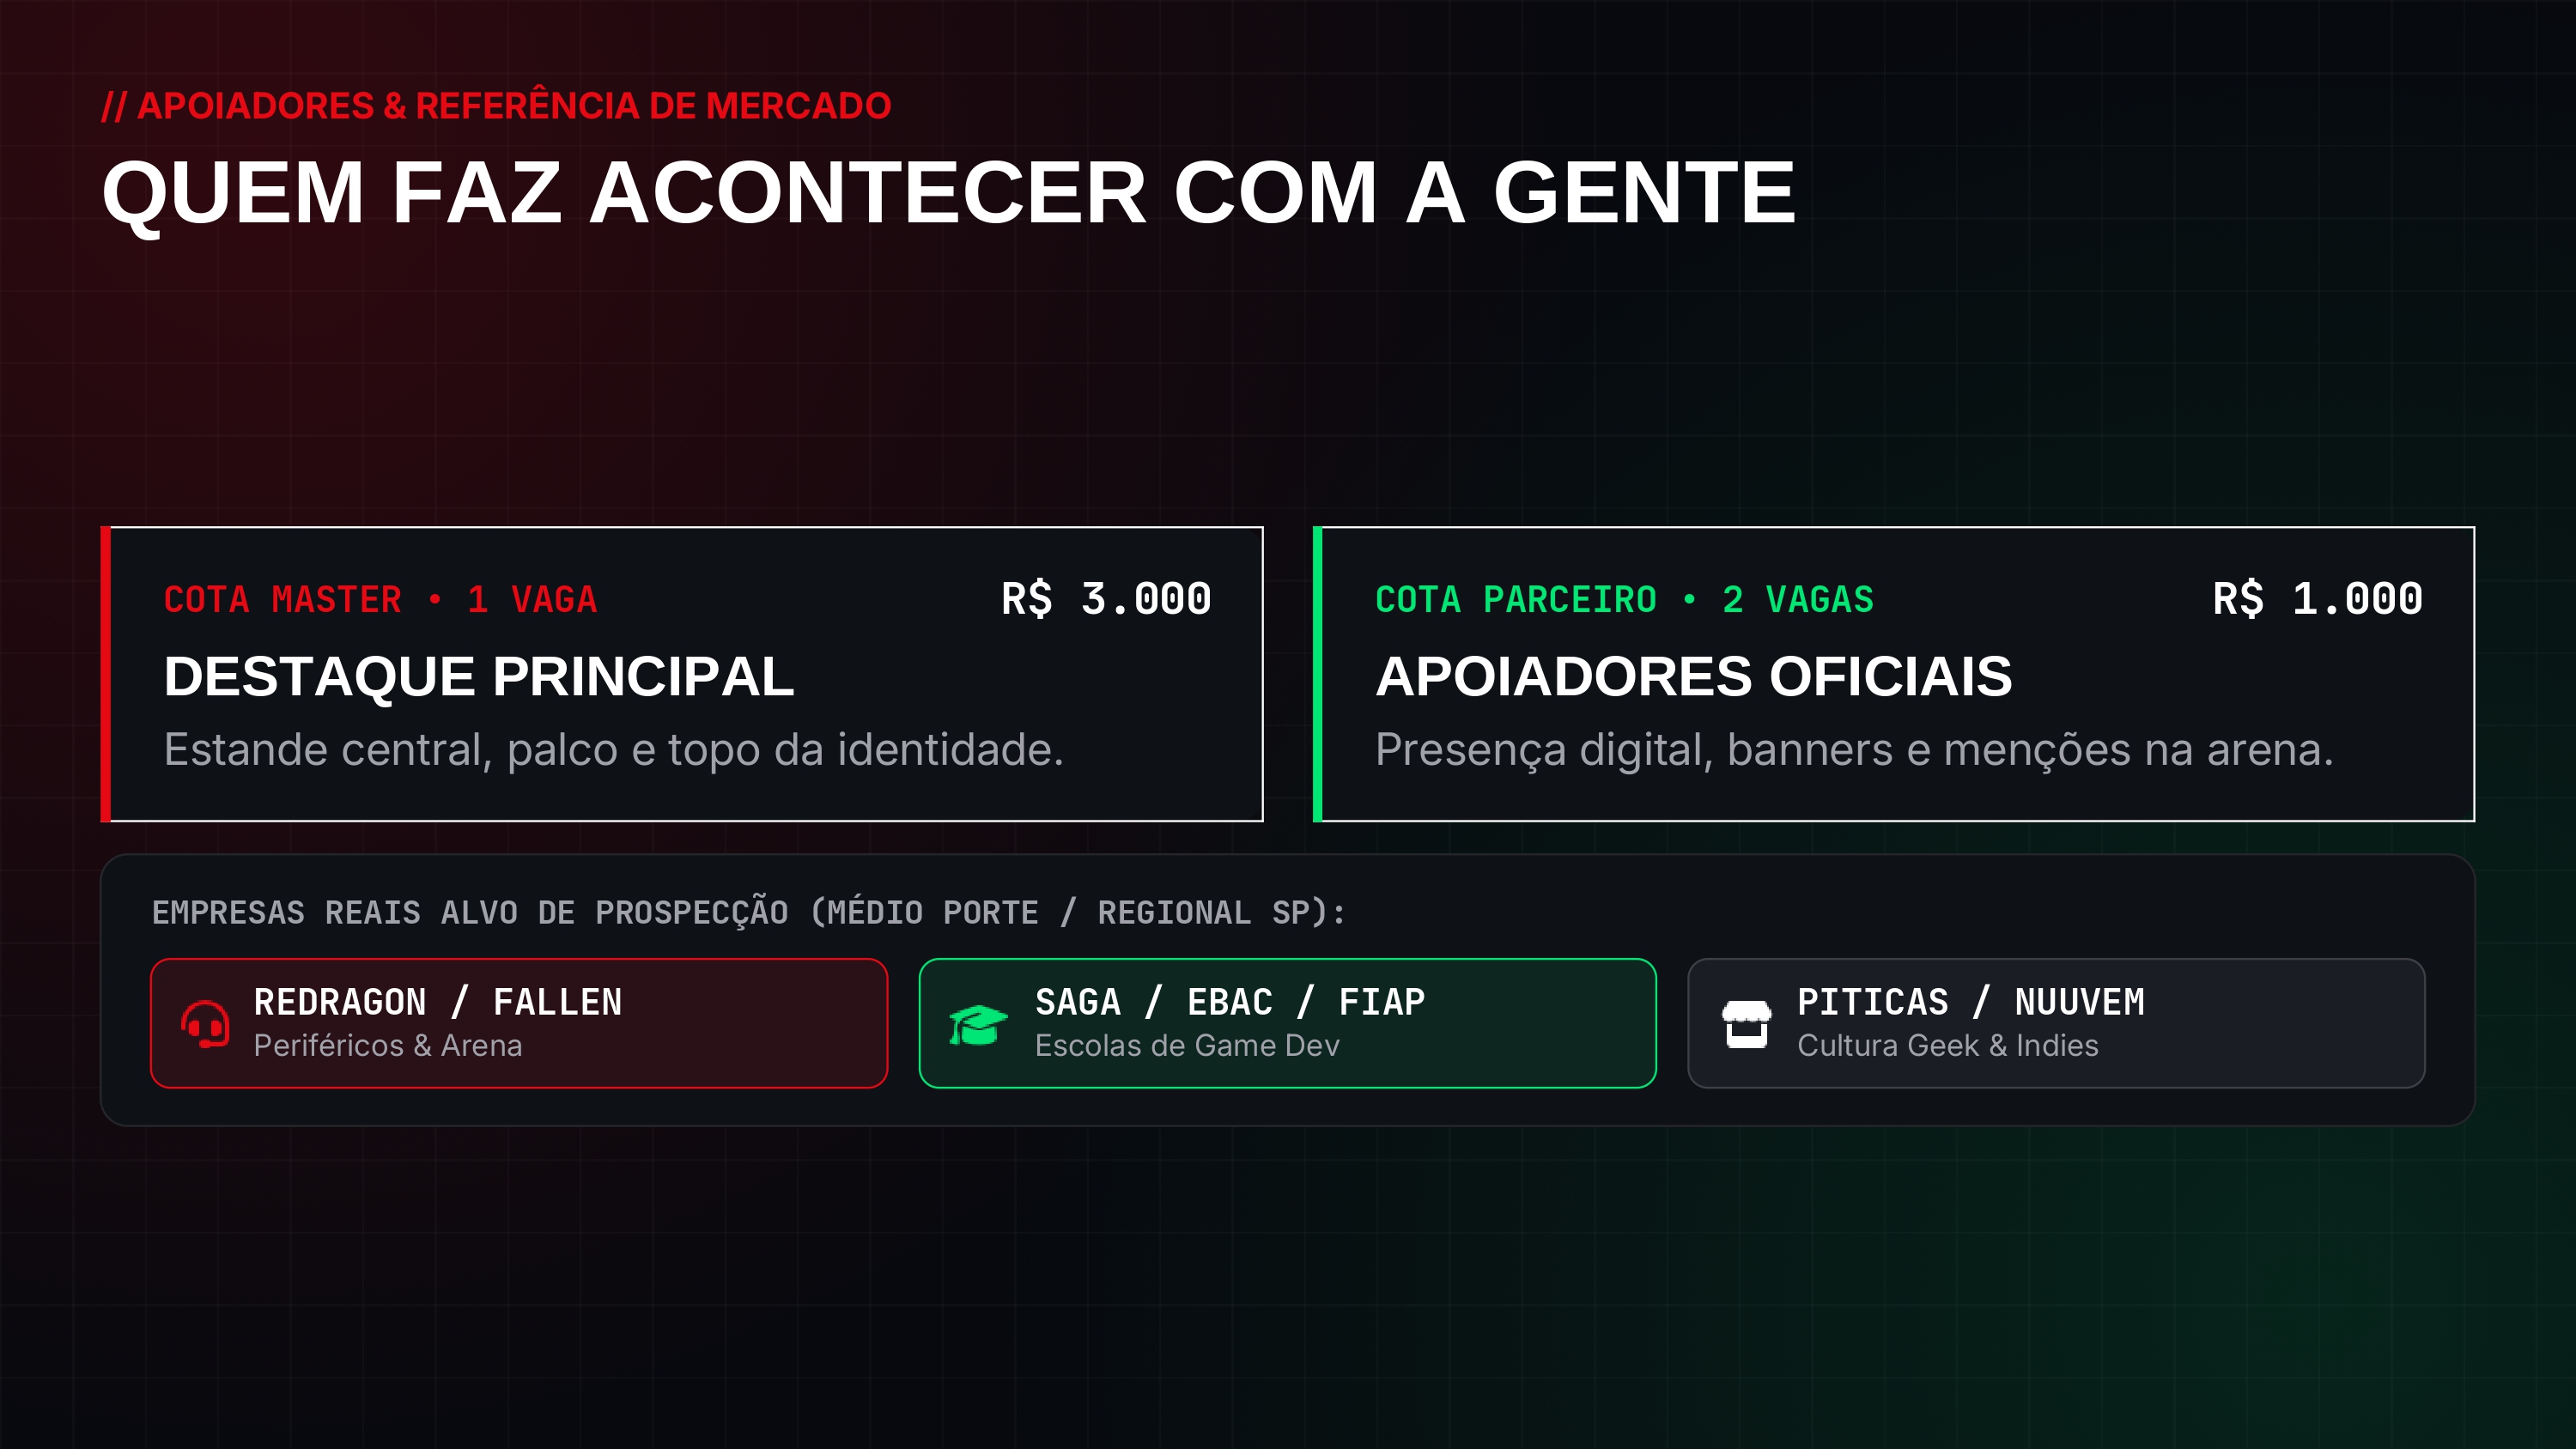 // APOIADORES & REFERÊNCIA DE MERCADO
QUEM FAZ ACONTECER COM A GENTE
COTA MASTER • 1 VAGA
R$ 3.000
DESTAQUE PRINCIPAL
Estande central, palco e topo da identidade.
COTA PARCEIRO • 2 VAGAS
R$ 1.000
APOIADORES OFICIAIS
Presença digital, banners e menções na arena.
EMPRESAS REAIS ALVO DE PROSPECÇÃO (MÉDIO PORTE / REGIONAL SP):
REDRAGON / FALLEN
Periféricos & Arena
SAGA / EBAC / FIAP
Escolas de Game Dev
PITICAS / NUUVEM
Cultura Geek & Indies